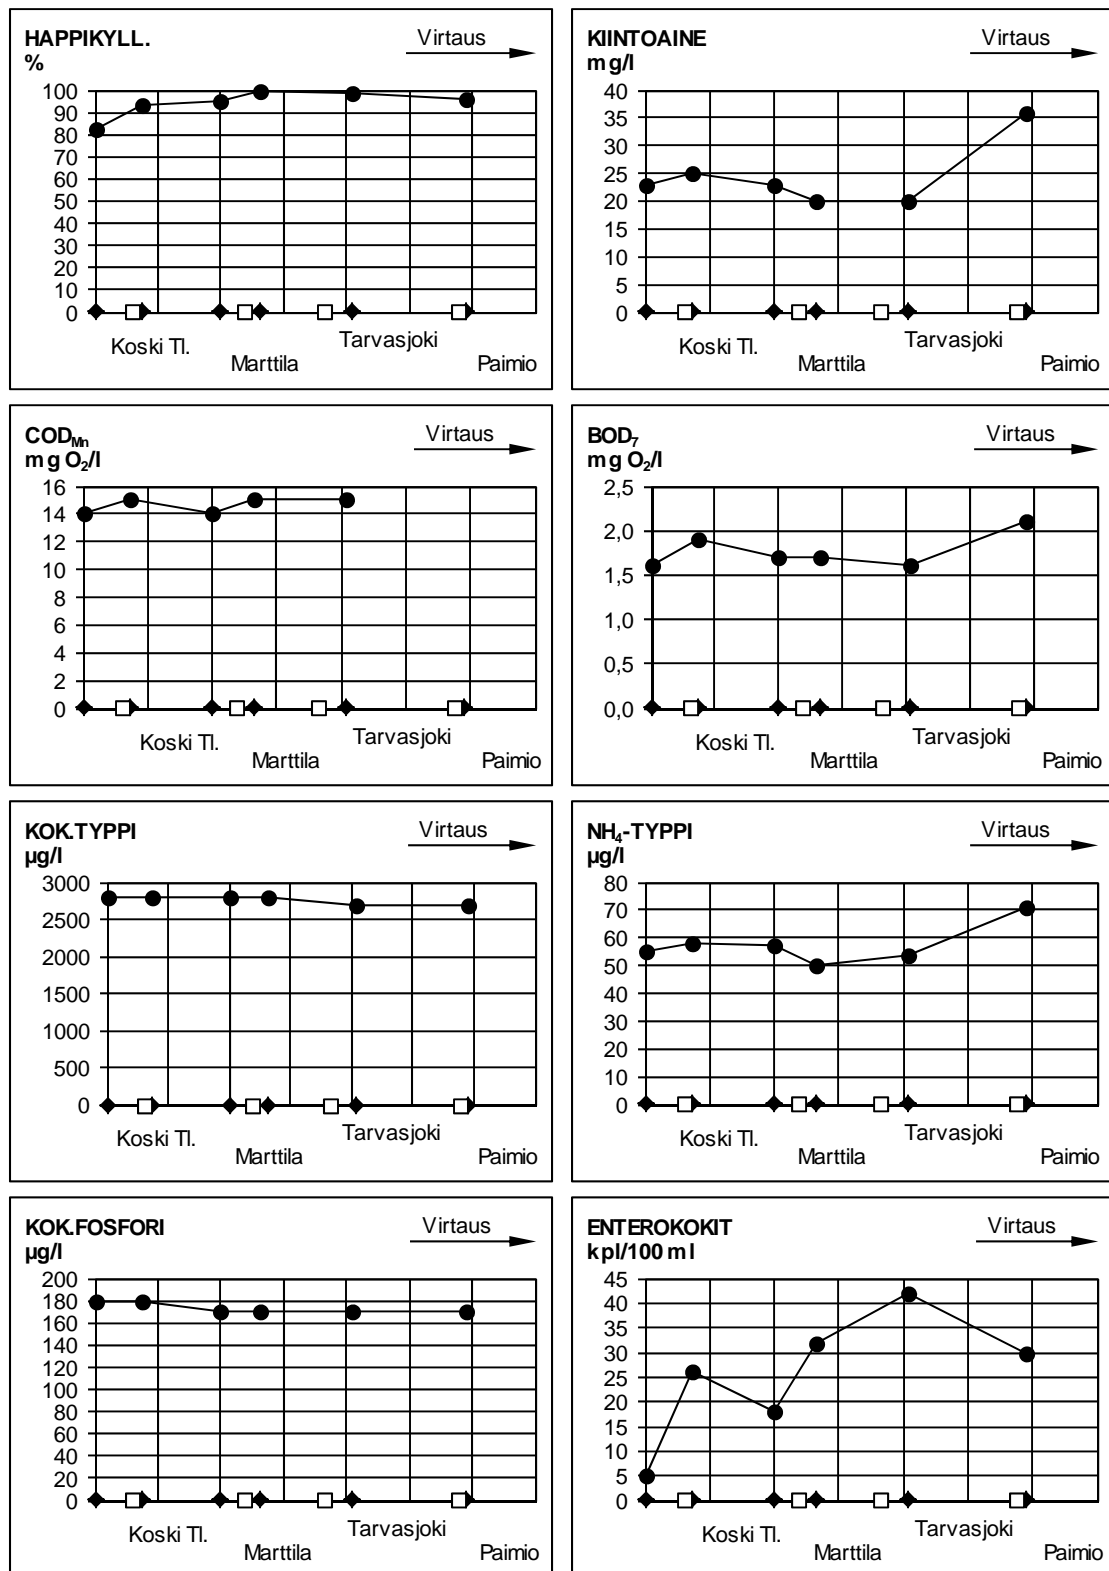 HAPPIKYLL.
%
Virtaus
100
90
80
70
60
50
40
30
20
10
0
Koski Tl.
Marttila
Tarvasjoki
Paimio
KIINTOAINE
mg/l
Virtaus
40
35
30
25
20
15
10
5
0
Koski Tl.
Marttila
Tarvasjoki
Paimio
COD_Mn
mg O₂/l
Virtaus
16
14
12
10
8
6
4
2
0
Koski Tl.
Marttila
Tarvasjoki
Paimio
BOD₇
mg O₂/l
Virtaus
2,5
2,0
1,5
1,0
0,5
0,0
Koski Tl.
Marttila
Tarvasjoki
Paimio
KOK.TYPPI
µg/l
Virtaus
3000
2500
2000
1500
1000
500
0
Koski Tl.
Marttila
Tarvasjoki
Paimio
NH₄-TYPPI
µg/l
Virtaus
80
70
60
50
40
30
20
10
0
Koski Tl.
Marttila
Tarvasjoki
Paimio
KOK.FOSFORI
µg/l
Virtaus
200
180
160
140
120
100
80
60
40
20
0
Koski Tl.
Marttila
Tarvasjoki
Paimio
ENTEROKOKIT
kpl/100 ml
Virtaus
45
40
35
30
25
20
15
10
5
0
Koski Tl.
Marttila
Tarvasjoki
Paimio